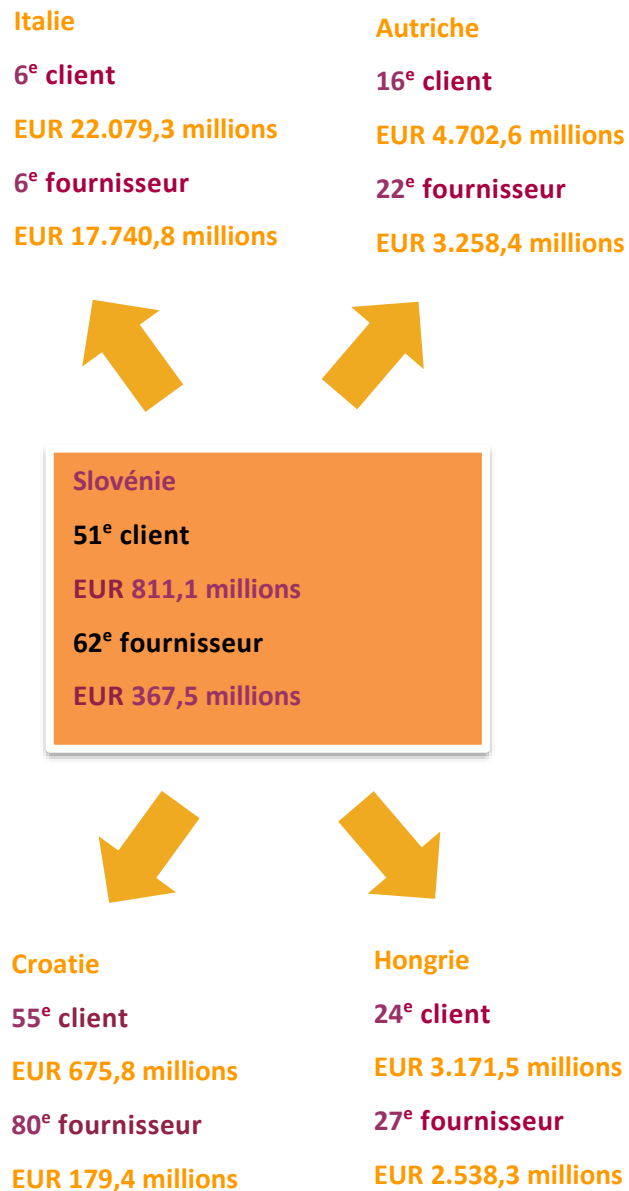 Italie
6e client
EUR 22.079,3 millions
6e fournisseur
EUR 17.740,8 millions
Autriche
16e client
EUR 4.702,6 millions
22e fournisseur
EUR 3.258,4 millions
Slovénie
51e client
EUR 811,1 millions
62e fournisseur
EUR 367,5 millions
Croatie
55e client
EUR 675,8 millions
80e fournisseur
EUR 179,4 millions
Hongrie
24e client
EUR 3.171,5 millions
27e fournisseur
EUR 2.538,3 millions